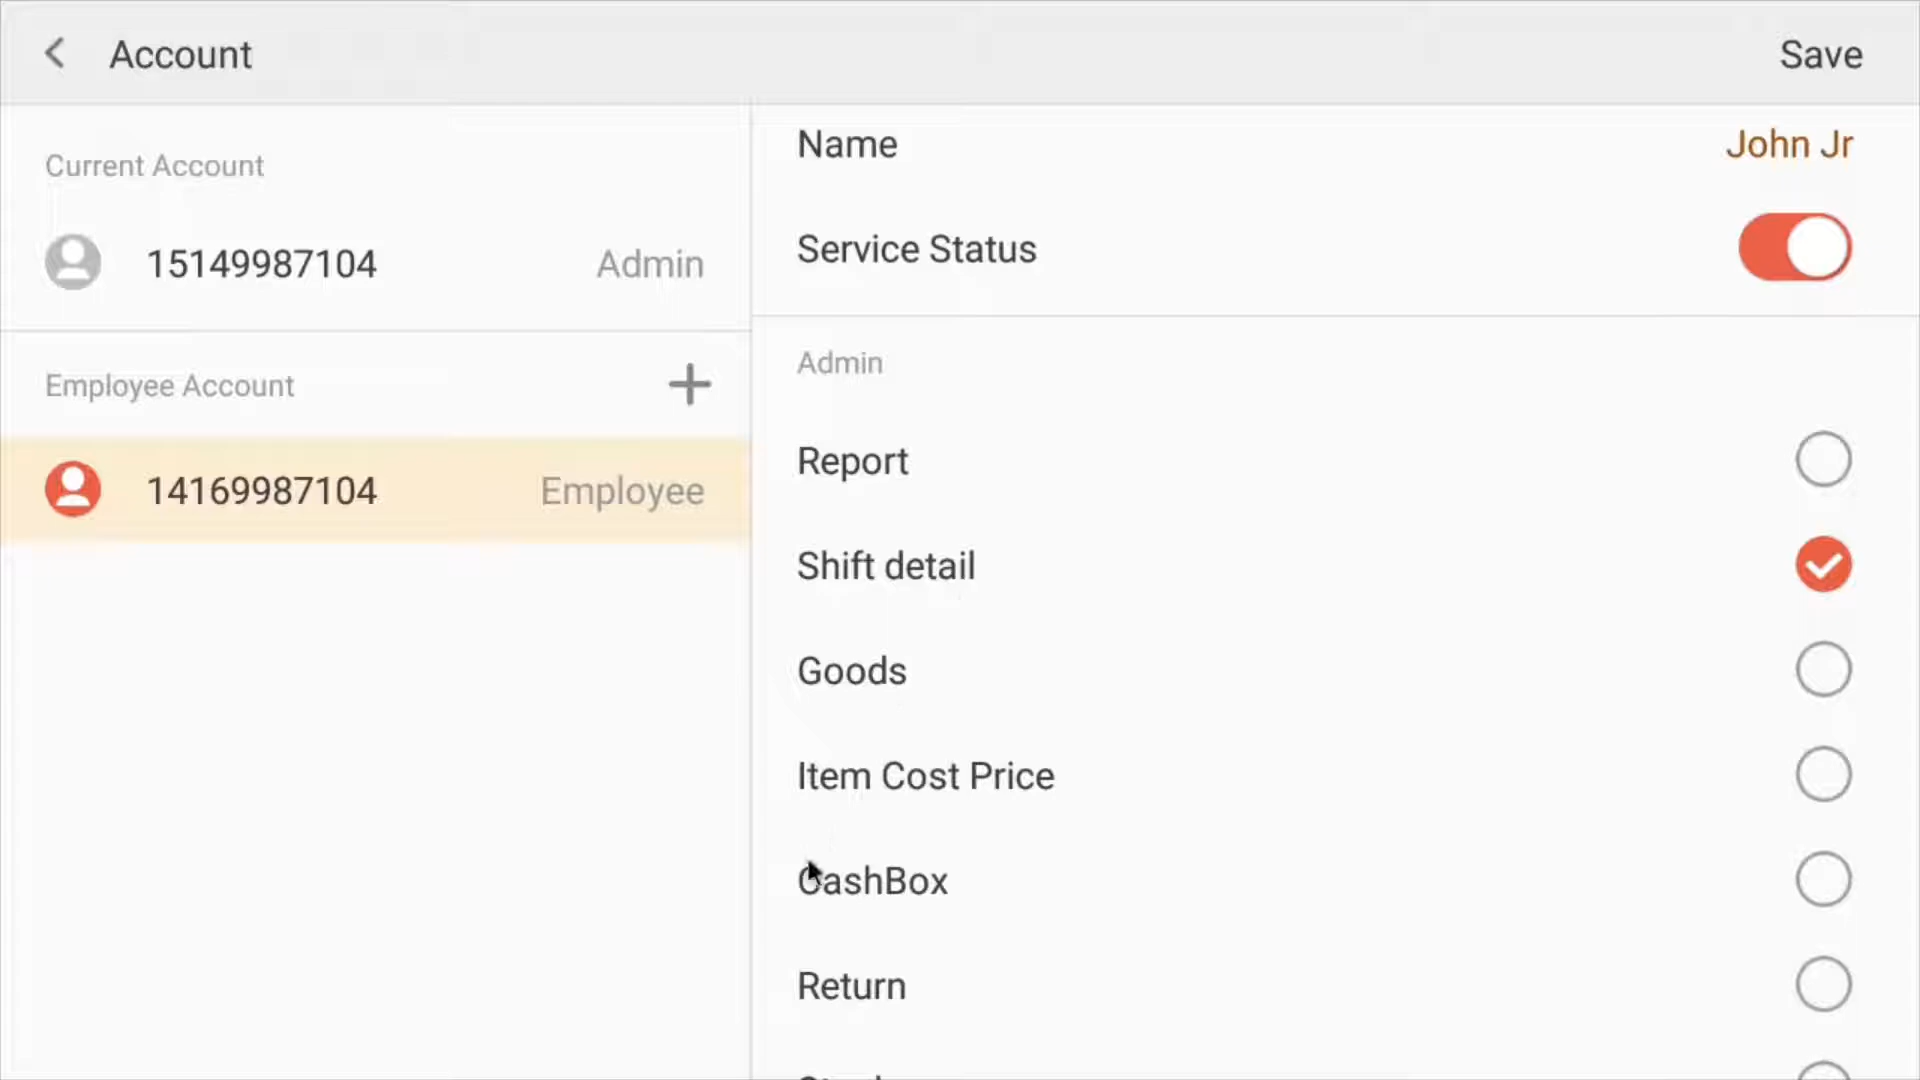 Account
Save
Current Account
15149987104 Admin
Employee Account
14169987104 Employee
Name John Jr
Service Status
Admin
Report
Shift detail
Goods
Item Cost Price
CashBox
Return